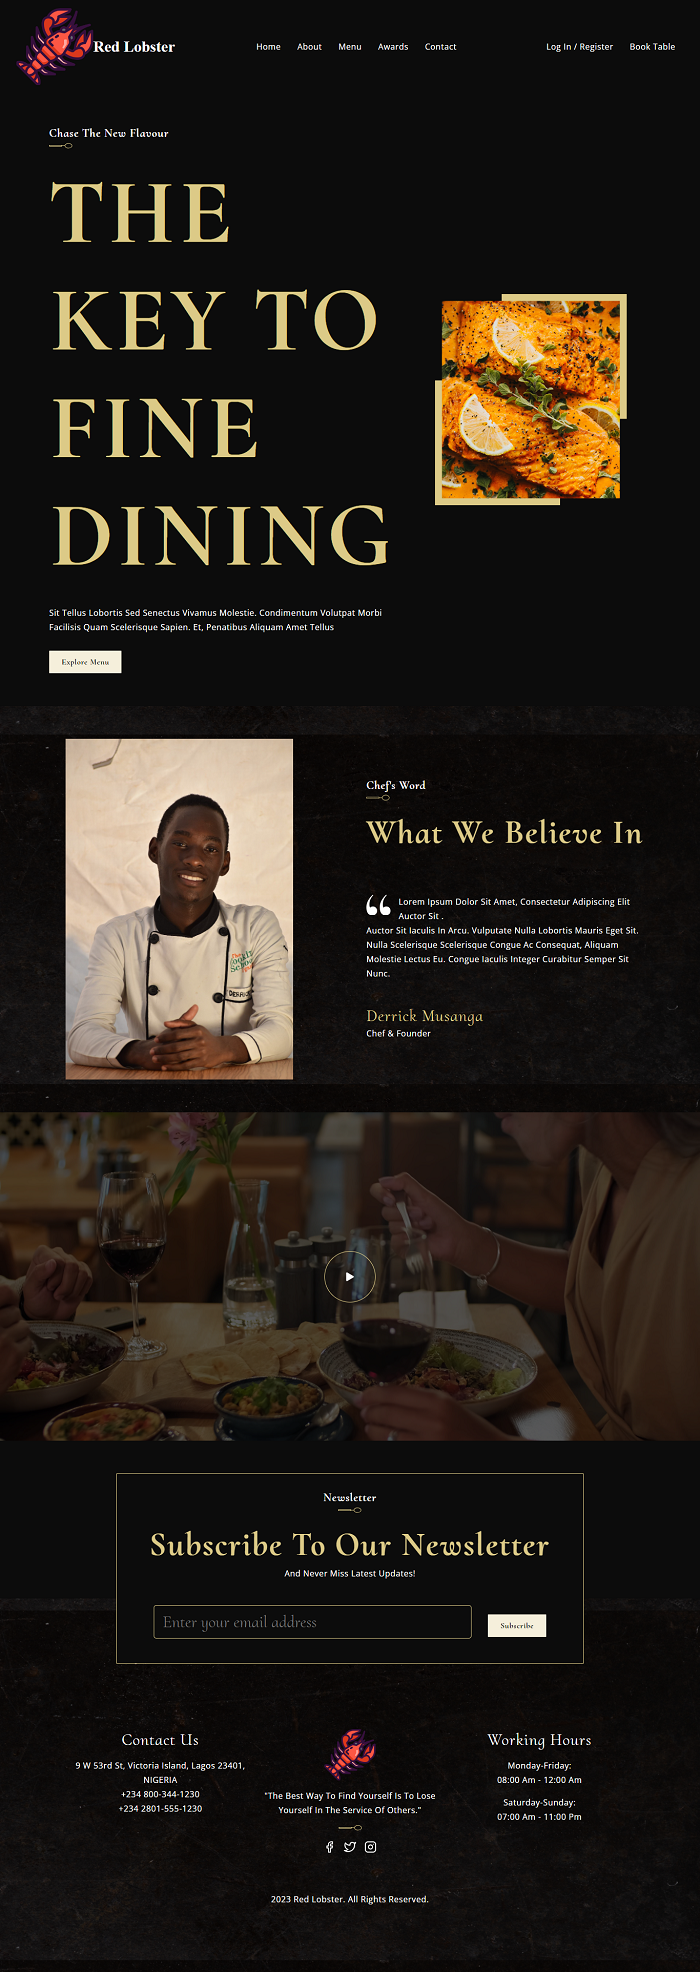 Red Lobster
Home About Menu Awards Contact
Log In / Register Book Table
Chase The New Flavour
THE
KEY TO
FINE
DINING
Sit Tellus Lobortis Sed Senectus Vivamus Molestie. Condimentum Volutpat Morbi
Facilisis Quam Scelerisque Sapien. Et, Penatibus Aliquam Amet Tellus
Explore Menu
Chef's Word
What We Believe In
“ Lorem Ipsum Dolor Sit Amet, Consectetur Adipiscing Elit
Auctor Sit .
Auctor Sit Iaculis In Arcu. Vulputate Nulla Lobortis Mauris Eget Sit.
Nulla Scelerisque Scelerisque Congue Ac Consequat, Aliquam
Molestie Lectus Eu. Congue Iaculis Integer Curabitur Semper Sit
Nunc.
Derrick Musanga
Chef & Founder
Newsletter
Subscribe To Our Newsletter
And Never Miss Latest Updates!
Enter your email address
Subscribe
Contact Us
9 W 53rd St, Victoria Island, Lagos 23401,
NIGERIA
+234 800-344-1230
+234 2801-555-1230
"The Best Way To Find Yourself Is To Lose
Yourself In The Service Of Others."
Working Hours
Monday-Friday:
08:00 Am - 12:00 Am
Saturday-Sunday:
07:00 Am - 11:00 Pm
2023 Red Lobster. All Rights Reserved.